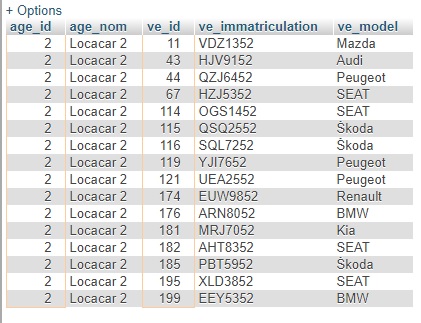 + Options
age_id age_nom ve_id ve_immatriculation ve_model
2 Locacar 2 11 VDZ1352 Mazda
2 Locacar 2 43 HJV9152 Audi
2 Locacar 2 44 QZJ6452 Peugeot
2 Locacar 2 67 HZJ5352 SEAT
2 Locacar 2 114 OGS1452 SEAT
2 Locacar 2 115 QSQ2552 Škoda
2 Locacar 2 116 SQL7252 Škoda
2 Locacar 2 119 YJI7652 Peugeot
2 Locacar 2 121 UEA2552 Peugeot
2 Locacar 2 174 EUW9852 Renault
2 Locacar 2 176 ARN8052 BMW
2 Locacar 2 181 MRJ7052 Kia
2 Locacar 2 182 AHT8352 SEAT
2 Locacar 2 185 PBT5952 Škoda
2 Locacar 2 195 XLD3852 SEAT
2 Locacar 2 199 EEY5352 BMW